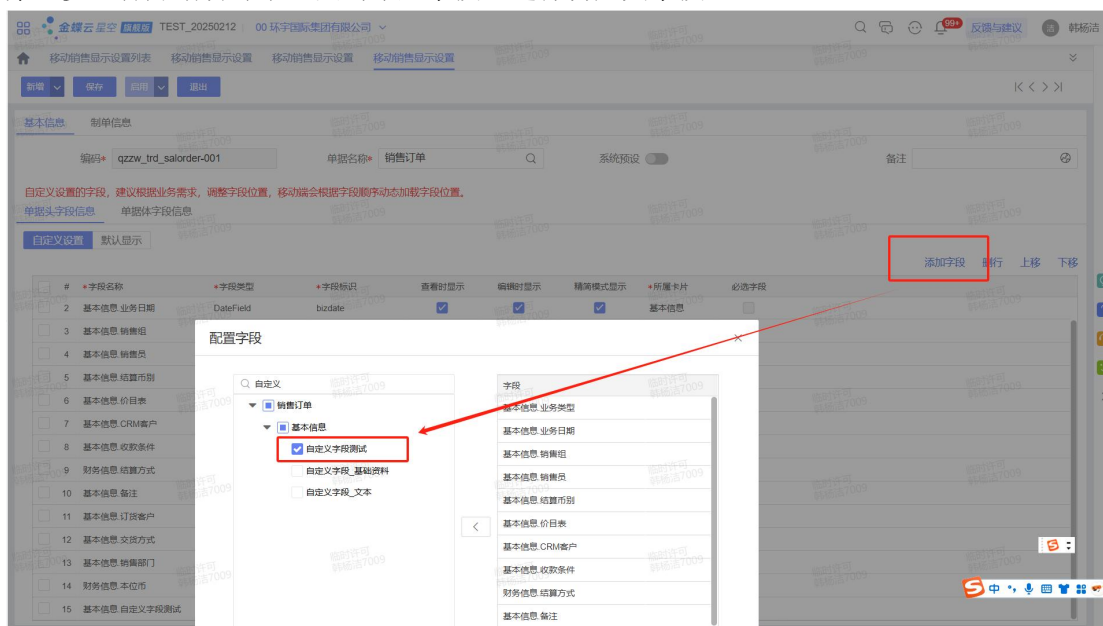 金蝶云星空 旗舰版 TEST_20250212 00 环宇国际集团有限公司 99+ 反馈与建议 洁 韩杨洁
移动销售显示设置列表 移动销售显示设置 移动销售显示设置 移动销售显示设置
新增 保存 启用 退出
基本信息 制单信息
编码* qzzw_trd_salorder-001 单据名称* 销售订单 系统预设 备注
自定义设置的字段，建议根据业务需求，调整字段位置，移动端会根据字段顺序动态加载字段位置。
单据头字段信息 单据体字段信息
自定义设置 默认显示
添加字段 删行 上移 下移
# *字段名称 *字段类型 *字段标识 查看时显示 编辑时显示 精简模式显示 *所属卡片 必选字段
2 基本信息.业务日期 DateField bizdate 基本信息
3 基本信息.销售组
4 基本信息.销售员
5 基本信息.结算币别
6 基本信息.价目表
7 基本信息.CRM客户
8 基本信息.收款条件
9 财务信息.结算方式
10 基本信息.备注
11 基本信息.订货客户
12 基本信息.交货方式
13 基本信息.销售部门
14 财务信息.本位币
15 基本信息.自定义字段测试
配置字段
自定义
销售订单
基本信息
自定义字段测试
自定义字段_基础资料
自定义字段_文本
字段
基本信息.业务类型
基本信息.业务日期
基本信息.销售组
基本信息.销售员
基本信息.结算币别
基本信息.价目表
基本信息.CRM客户
基本信息.收款条件
财务信息.结算方式
基本信息.备注
中